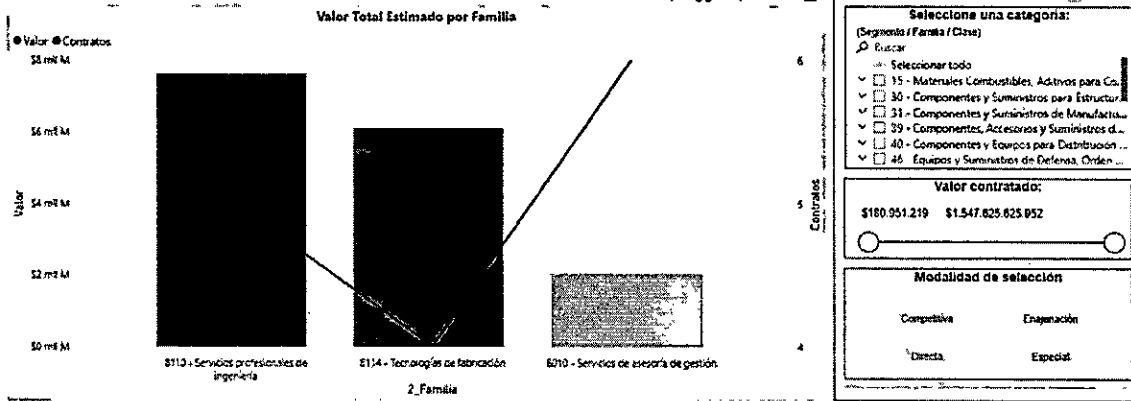 Valor Total Estimado por Familia
Valor Contratos
$8 mil M
$6 mil M
$4 mil M
$2 mil M
$0 mil M
Valor
6
5
4
Contratos
8110 - Servicios profesionales de
ingeniería
8114 - Tecnologías de fabricación
8010 - Servicios de asesoría de gestión
2_Familia
Seleccione una categoría:
(Segmento / Familia / Clase)
Buscar
Seleccionar todo
15 - Materiales Combustibles, Aditivos para Co...
30 - Componentes y Suministros para Estructur...
31 - Componentes y Suministros de Manufactu...
39 - Componentes, Accesorios y Suministros d...
40 - Componentes y Equipos para Distribución ...
46 Equipos y Suministros de Defensa, Orden ...
Valor contratado:
$180.951.219 $1.547.625.625.952
Modalidad de selección
Competitiva Enajenación
Directa. Especial